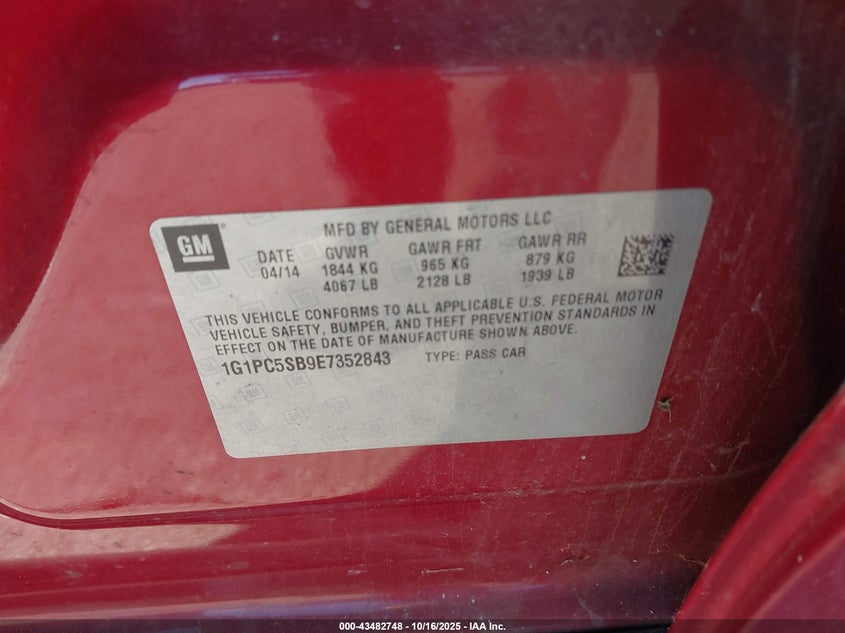 GM
MFD BY GENERAL MOTORS LLC
DATE GVWR GAWR FRT GAWR RR
04/14 1844 KG 965 KG 879 KG
4067 LB 2128 LB 1939 LB
THIS VEHICLE CONFORMS TO ALL APPLICABLE U.S. FEDERAL MOTOR
VEHICLE SAFETY, BUMPER, AND THEFT PREVENTION STANDARDS IN
EFFECT ON THE DATE OF MANUFACTURE SHOWN ABOVE.
1G1PC5SB9E7352843 TYPE: PASS CAR
000-43482748 - 10/16/2025 - IAA Inc.